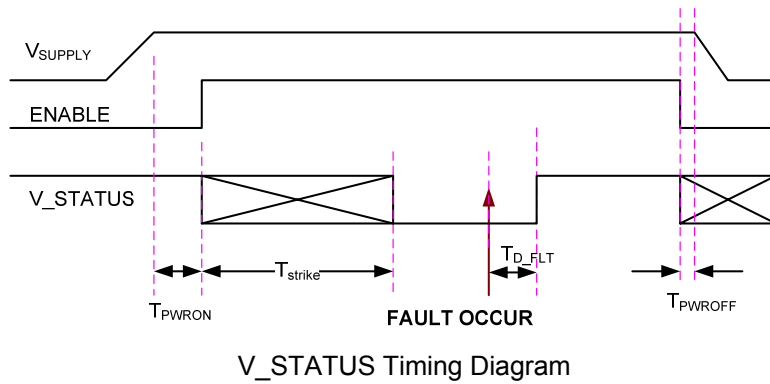 VSUPPLY
ENABLE
V_STATUS
Tstrike
TD_FLT
TPWRON
FAULT OCCUR
TPWROFF
V_STATUS Timing Diagram